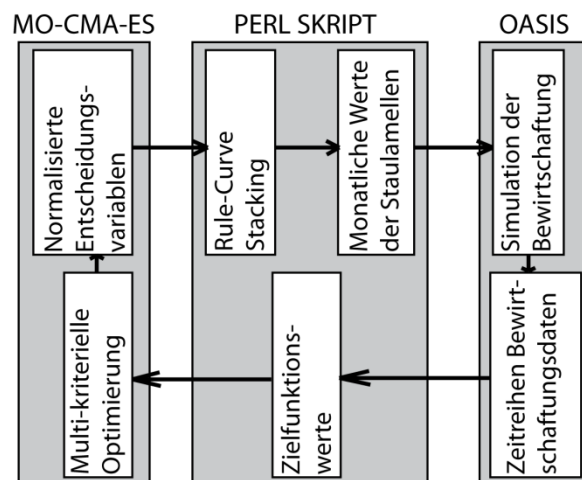 MO-CMA-ES
PERL SKRIPT
OASIS
Normalisierte
Entscheidungs-
variablen
Rule-Curve
Stacking
Monatliche Werte
der Staulamellen
Simulation der
Bewirtschaftung
Zeitreihen Bewirt-
schaftungsdaten
Zielfunktions-
werte
Multi-kriterielle
Optimierung